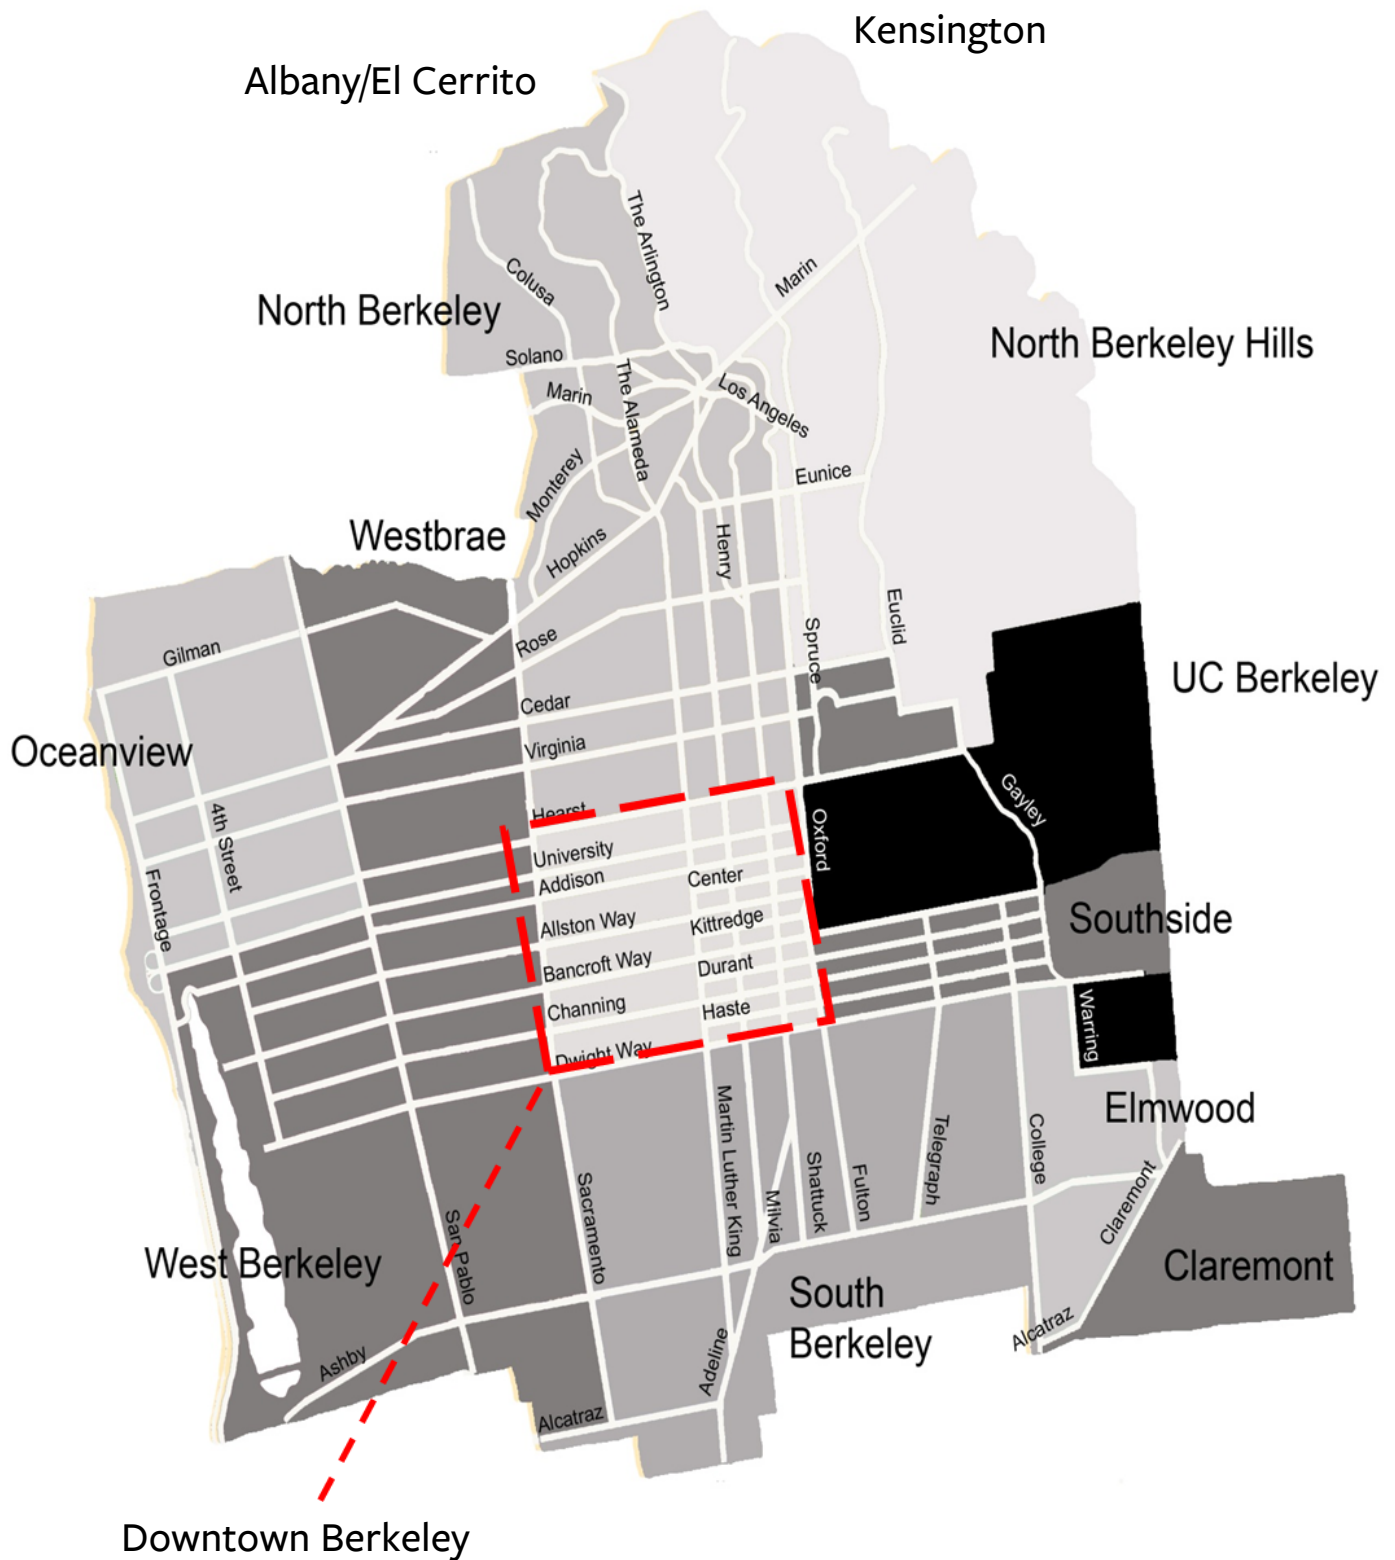 Kensington
Albany/El Cerrito
The Arlington
Colusa
Marin
North Berkeley
North Berkeley Hills
Solano
The Alameda
Marin
Los Angeles
Monterey
Eunice
Westbrae
Hopkins
Henry
Euclid
Spruce
Rose
Gilman
UC Berkeley
Cedar
Virginia
Oceanview
4th Street
Hearst
Gayley
Oxford
University
Addison
Center
Frontage
Allston Way
Kittredge
Southside
Bancroft Way
Durant
Channing
Haste
Warring
Dwight Way
Elmwood
Martin Luther King
Milvia
Shattuck
Fulton
Telegraph
College
Claremont
Sacramento
San Pablo
West Berkeley
Claremont
South
Berkeley
Alcatraz
Adeline
Ashby
Alcatraz
Downtown Berkeley